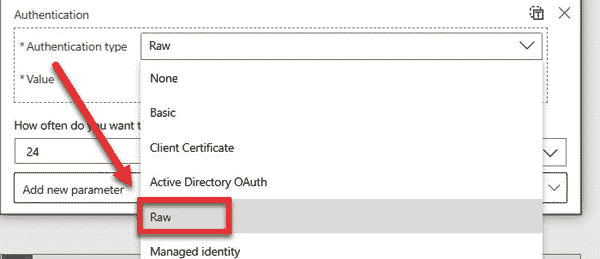 Authentication
* Authentication type
Raw
* Value
None
Basic
Client Certificate
How often do you want t
24
Active Directory OAuth
Add new parameter
Raw
Managed identity